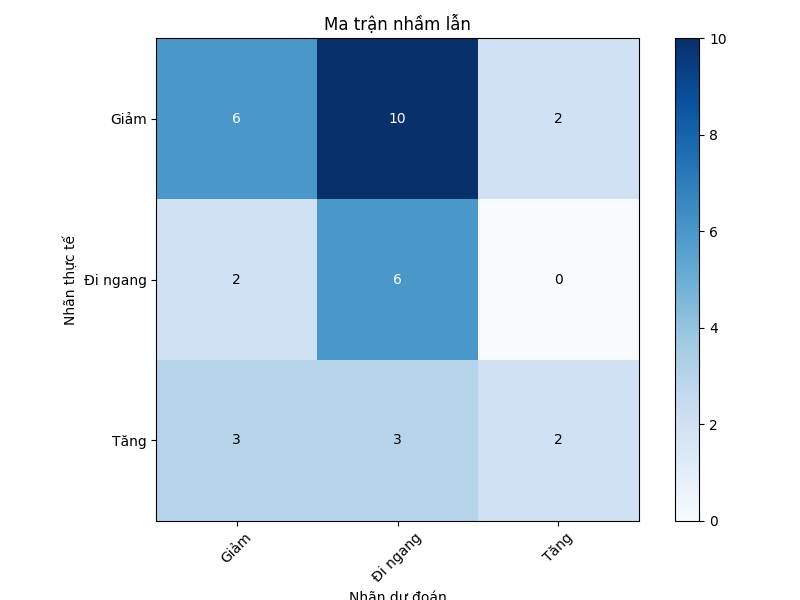 Ma trận nhầm lẫn
Nhãn thực tế
Giảm
6
10
2
Đi ngang
2
6
0
Tăng
3
3
2
Giảm
Đi ngang
Tăng
Nhãn dự đoán
10
8
6
4
2
0